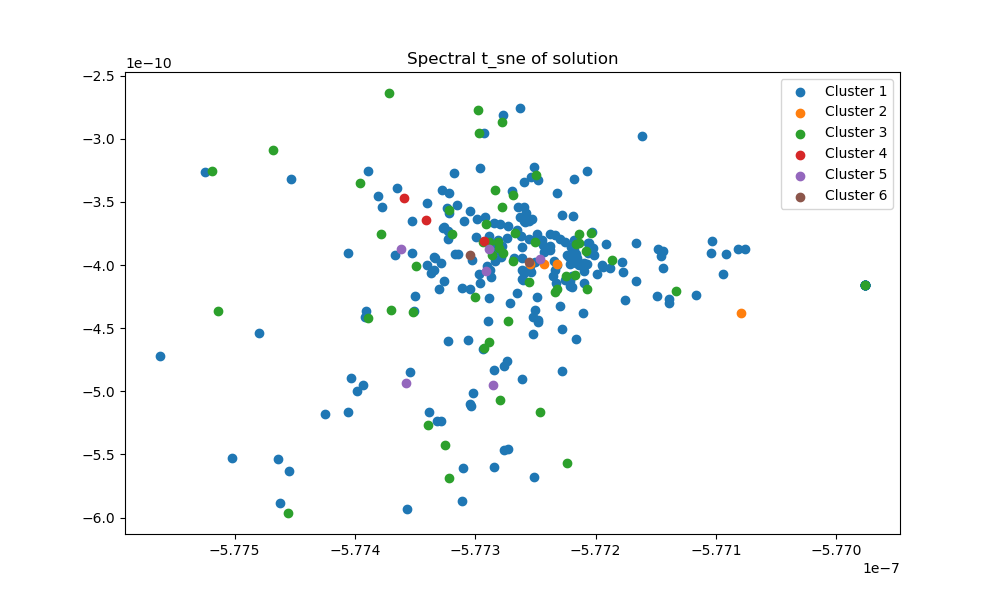 Spectral t_sne of solution
1e−10
−2.5
−3.0
−3.5
−4.0
−4.5
−5.0
−5.5
−6.0
Cluster 1
Cluster 2
Cluster 3
Cluster 4
Cluster 5
Cluster 6
−5.775 −5.774 −5.773 −5.772 −5.771 −5.770
1e−7